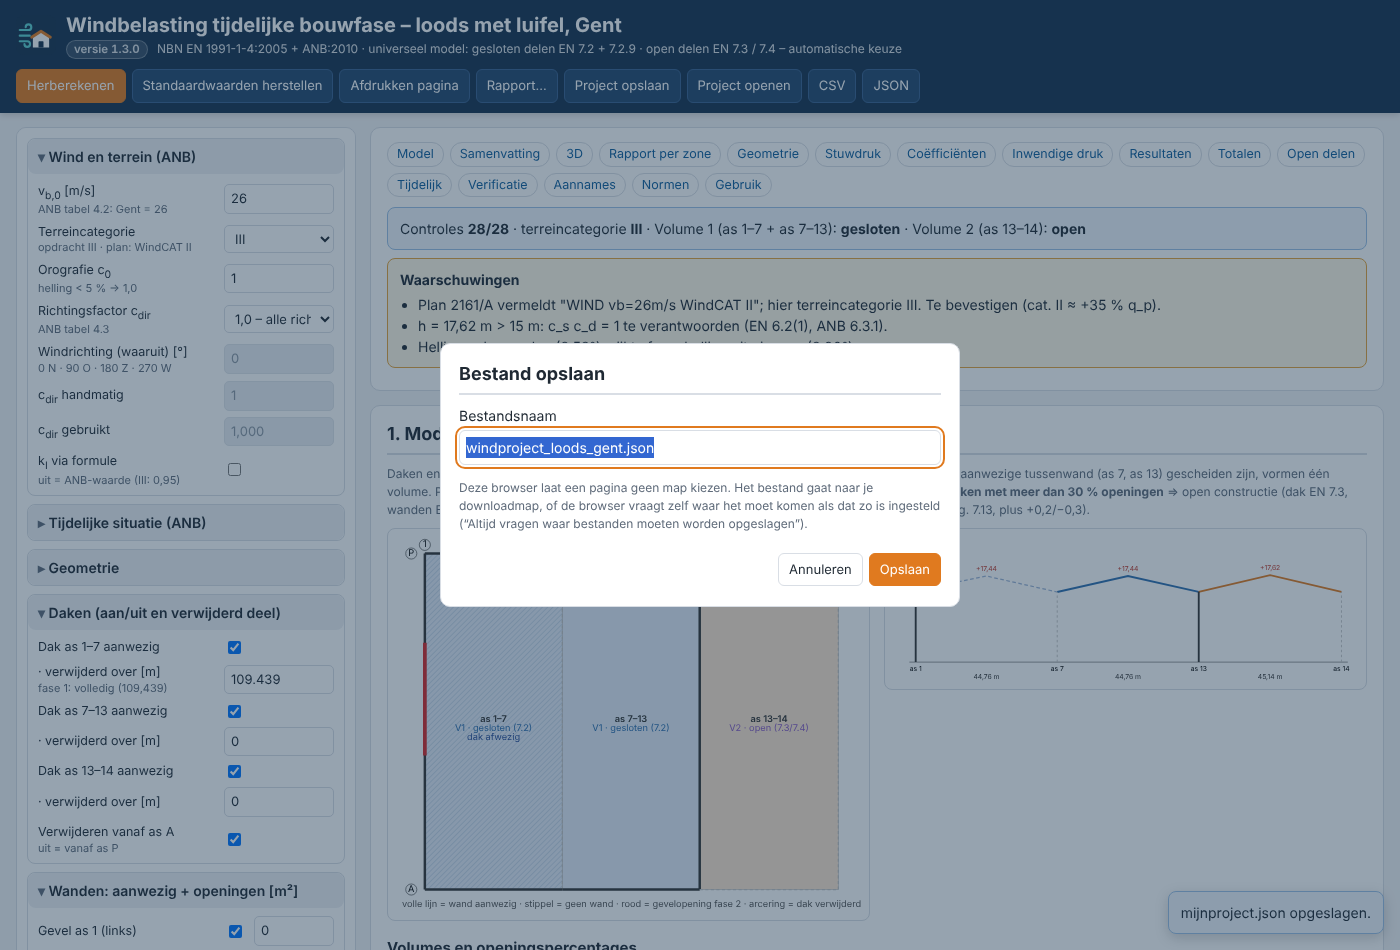 Windbelasting tijdelijke bouwfase – loods met luifel, Gent
versie 1.3.0 NBN EN 1991-1-4:2005 + ANB:2010 · universeel model: gesloten delen EN 7.2 + 7.2.9 · open delen EN 7.3 / 7.4 – automatische keuze
Herberekenen Standaardwaarden herstellen Afdrukken pagina Rapport... Project opslaan Project openen CSV JSON
▾ Wind en terrein (ANB)
vb,0 [m/s]
ANB tabel 4.2: Gent = 26
26
Terreincategorie
opdracht III · plan: WindCAT II
III
Orografie c0
helling < 5 % → 1,0
1
Richtingsfactor cdir
ANB tabel 4.3
1,0 – alle rich
Windrichting (waaruit) [°]
0 N · 90 O · 180 Z · 270 W
0
cdir handmatig
1
cdir gebruikt
1,000
kI via formule
uit = ANB-waarde (III: 0,95)
▸ Tijdelijke situatie (ANB)
▸ Geometrie
▾ Daken (aan/uit en verwijderd deel)
Dak as 1–7 aanwezig
· verwijderd over [m]
fase 1: volledig (109,439)
109.439
Dak as 7–13 aanwezig
· verwijderd over [m]
0
Dak as 13–14 aanwezig
· verwijderd over [m]
0
Verwijderen vanaf as A
uit = vanaf as P
▾ Wanden: aanwezig + openingen [m²]
Gevel as 1 (links)
0
Model Samenvatting 3D Rapport per zone Geometrie Stuwdruk Coëfficiënten Inwendige druk Resultaten Totalen Open delen
Tijdelijk Verificatie Aannames Normen Gebruik
Controles 28/28 · terreincategorie III · Volume 1 (as 1–7 + as 7–13): gesloten · Volume 2 (as 13–14): open
Waarschuwingen
• Plan 2161/A vermeldt "WIND vb=26m/s WindCAT II"; hier terreincategorie III. Te bevestigen (cat. II ≈ +35 % q_p).
• h = 17,62 m > 15 m: c_s c_d = 1 te verantwoorden (EN 6.2(1), ANB 6.3.1).
Bestand opslaan
Bestandsnaam
windproject_loods_gent.json
Deze browser laat een pagina geen map kiezen. Het bestand gaat naar je
downloadmap, of de browser vraagt zelf waar het moet komen als dat zo is ingesteld
(“Altijd vragen waar bestanden moeten worden opgeslagen”).
Annuleren Opslaan
1.
Daken
aanwezige tussenwand (as 7, as 13) gescheiden zijn, vormen één
volume.
met meer dan 30 % openingen ⇒ open constructie (dak EN 7.3,
wanden
7.13, plus +0,2/−0,3).
P 1
as 1–7
V1 · gesloten (7.2)
dak afwezig
as 7–13
V1 · gesloten (7.2)
as 13–14
V2 · open (7.3/7.4)
A
volle lijn = wand aanwezig · stippel = geen wand · rood = gevelopening fase 2 · arcering = dak verwijderd
+17,44 +17,44 +17,62
as 1 as 7 as 13 as 14
44,76 m 44,76 m 45,14 m
Volumes en openingspercentages
mijnproject.json opgeslagen.